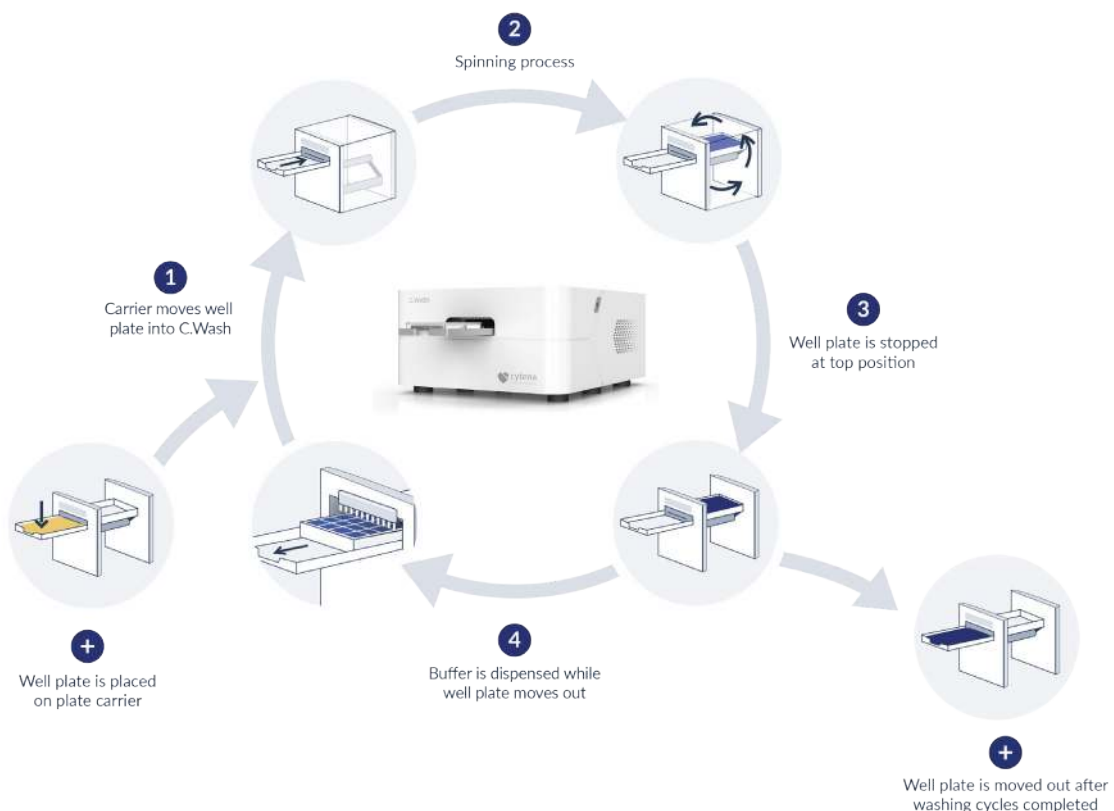 2
Spinning process
1
Carrier moves well
plate into C.Wash
C.WASH
cytena
3
Well plate is stopped
at top position
+
Well plate is placed
on plate carrier
4
Buffer is dispensed while
well plate moves out
+
Well plate is moved out after
washing cycles completed